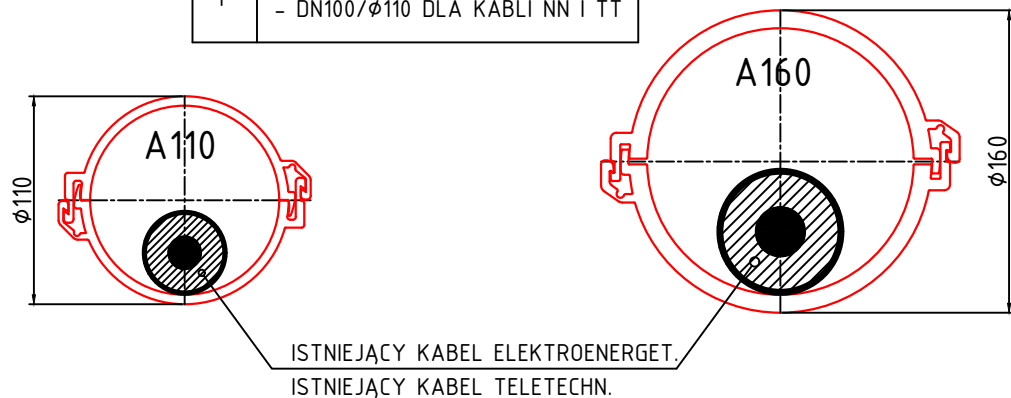 - DN100/Ø110 DLA KABLI NN I TT
A160
A110
Ø110
Ø160
ISTNIEJĄCY KABEL ELEKTROENERGET.
ISTNIEJĄCY KABEL TELETECHN.